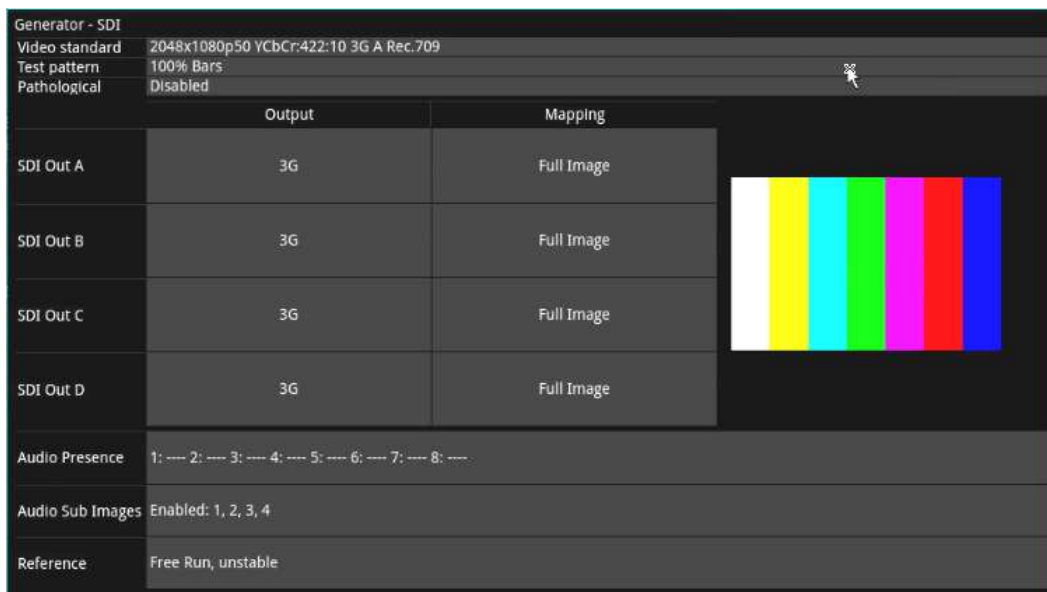 Generator - SDI
Video standard 2048x1080p50 YCbCr:422:10 3G A Rec.709
Test pattern 100% Bars
Pathological Disabled
Output Mapping
SDI Out A 3G Full Image
SDI Out B 3G Full Image
SDI Out C 3G Full Image
SDI Out D 3G Full Image
Audio Presence 1: ---- 2: ---- 3: ---- 4: ---- 5: ---- 6: ---- 7: ---- 8: ----
Audio Sub Images Enabled: 1, 2, 3, 4
Reference Free Run, unstable